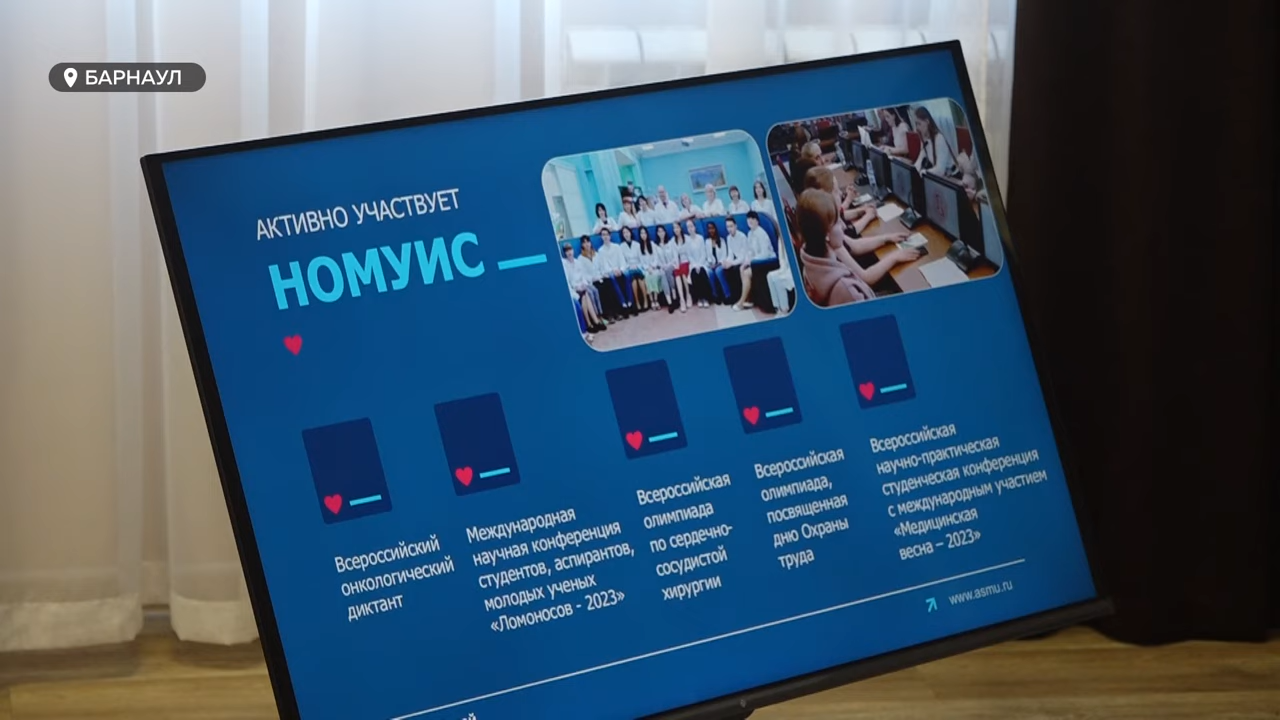 БАРНАУЛ
АКТИВНО УЧАСТВУЕТ
НОМУИС —
Всероссийский
онкологический
диктант
Международная
научная конференция
студентов, аспирантов,
молодых ученых
«Ломоносов - 2023»
Всероссийская
олимпиада
по сердечно-
сосудистой
хирургии
Всероссийская
олимпиада,
посвященная
дню Охраны
труда
Всероссийская
научно-практическая
студенческая конференция
с международным участием
«Медицинская
весна – 2023»
www.asmu.ru